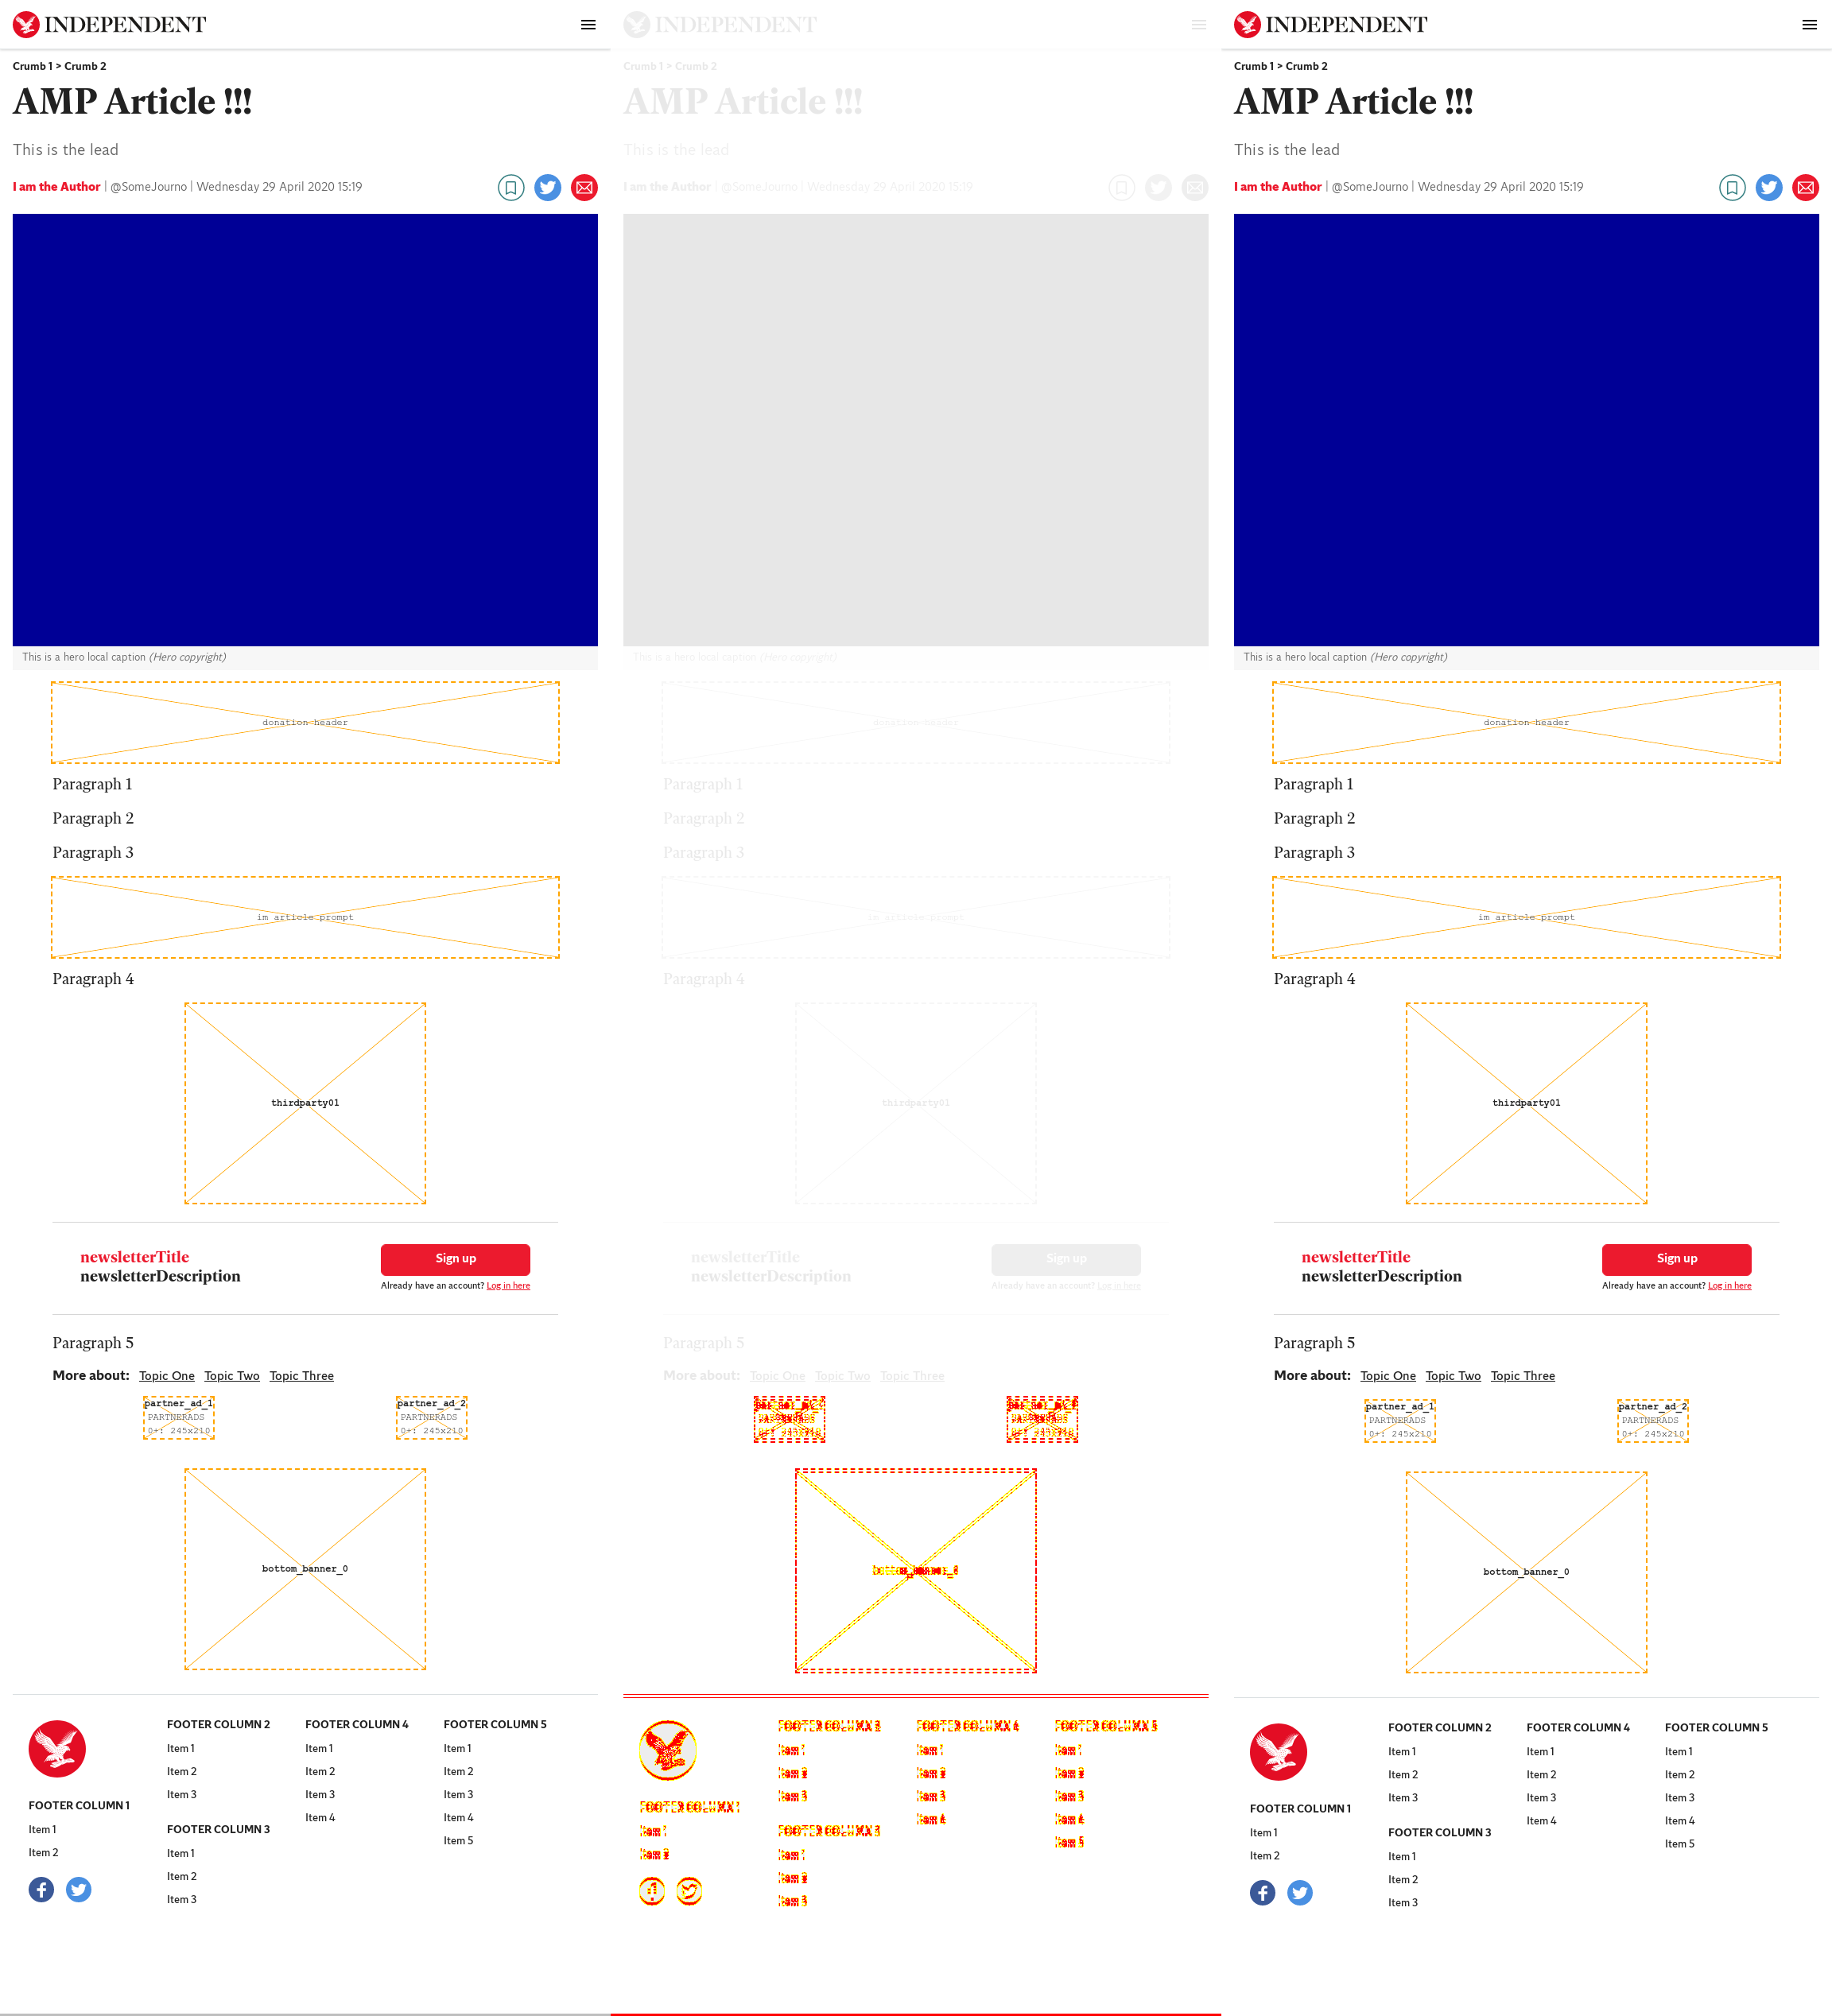 INDEPENDENT
Crumb 1 > Crumb 2
AMP Article !!!
This is the lead
I am the Author | @SomeJourno | Wednesday 29 April 2020 15:19
This is a hero local caption (Hero copyright)
donation header
Paragraph 1
Paragraph 2
Paragraph 3
im article prompt
Paragraph 4
thirdparty01
newsletterTitle
newsletterDescription
Sign up
Already have an account? Log in here
Paragraph 5
More about: Topic One Topic Two Topic Three
partner_ad_1
PARTNERADS
0+: 245x210
partner_ad_2
PARTNERADS
0+: 245x210
bottom_banner_0
FOOTER COLUMN 1
Item 1
Item 2
FOOTER COLUMN 2
Item 1
Item 2
Item 3
FOOTER COLUMN 3
Item 1
Item 2
Item 3
FOOTER COLUMN 4
Item 1
Item 2
Item 3
Item 4
FOOTER COLUMN 5
Item 1
Item 2
Item 3
Item 4
Item 5
INDEPENDENT
Crumb 1 > Crumb 2
AMP Article !!!
This is the lead
I am the Author | @SomeJourno | Wednesday 29 April 2020 15:19
This is a hero local caption (Hero copyright)
donation header
Paragraph 1
Paragraph 2
Paragraph 3
im article prompt
Paragraph 4
thirdparty01
newsletterTitle
newsletterDescription
Sign up
Already have an account? Log in here
Paragraph 5
More about: Topic One Topic Two Topic Three
INDEPENDENT
Crumb 1 > Crumb 2
AMP Article !!!
This is the lead
I am the Author | @SomeJourno | Wednesday 29 April 2020 15:19
This is a hero local caption (Hero copyright)
donation header
Paragraph 1
Paragraph 2
Paragraph 3
im article prompt
Paragraph 4
thirdparty01
newsletterTitle
newsletterDescription
Sign up
Already have an account? Log in here
Paragraph 5
More about: Topic One Topic Two Topic Three
partner_ad_1
PARTNERADS
0+: 245x210
partner_ad_2
PARTNERADS
0+: 245x210
bottom_banner_0
FOOTER COLUMN 1
Item 1
Item 2
FOOTER COLUMN 2
Item 1
Item 2
Item 3
FOOTER COLUMN 3
Item 1
Item 2
Item 3
FOOTER COLUMN 4
Item 1
Item 2
Item 3
Item 4
FOOTER COLUMN 5
Item 1
Item 2
Item 3
Item 4
Item 5